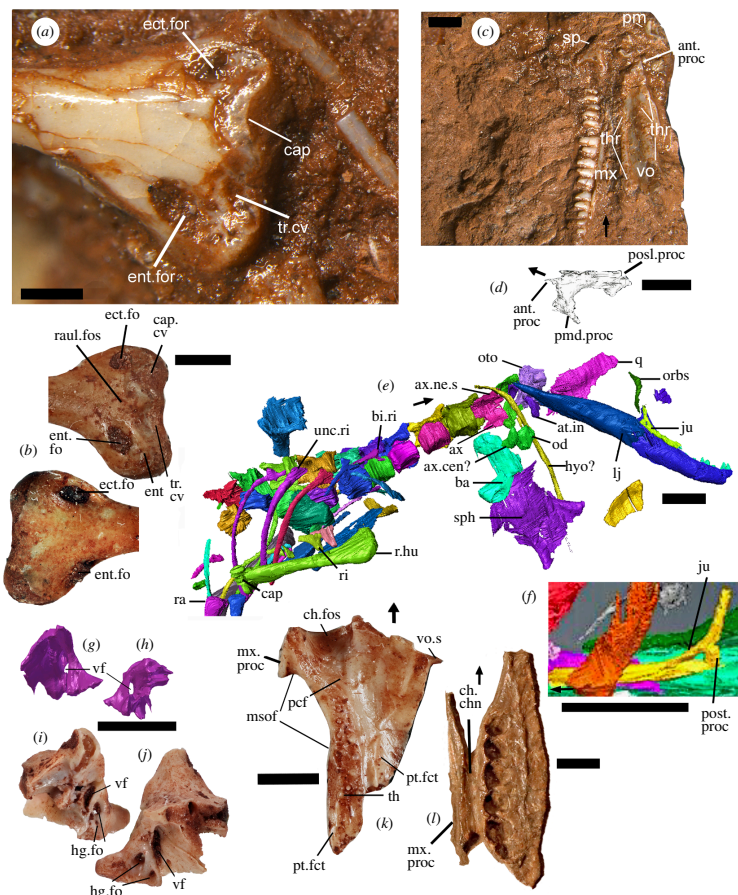 (a)
ect.for
cap
tr.cv
ent.for
(c)
sp
pm
ant.
proc
thr
thr
mx
vo
(d)
posl.proc
ant.
proc
pmd.proc
(b)
ect.fo
cap.
cv
raul.fos
ent.
fo
ent
tr.
cv
ect.fo
ent.fo
(e)
oto
q
orbs
ax.ne.s
bi.ri
unc.ri
at.in
ju
ax
od
lj
ax.cen?
hyo?
ba
sph
r.hu
ri
cap
ra
(f)
ju
post.
proc
(g)
(h)
vf
(i)
(j)
vf
hg.fo
hg.fo
vf
ch.fos
vo.s
mx.
proc
pcf
msof
pt.fct
th
(k)
pt.fct
ch.
chn
(l)
mx.
proc